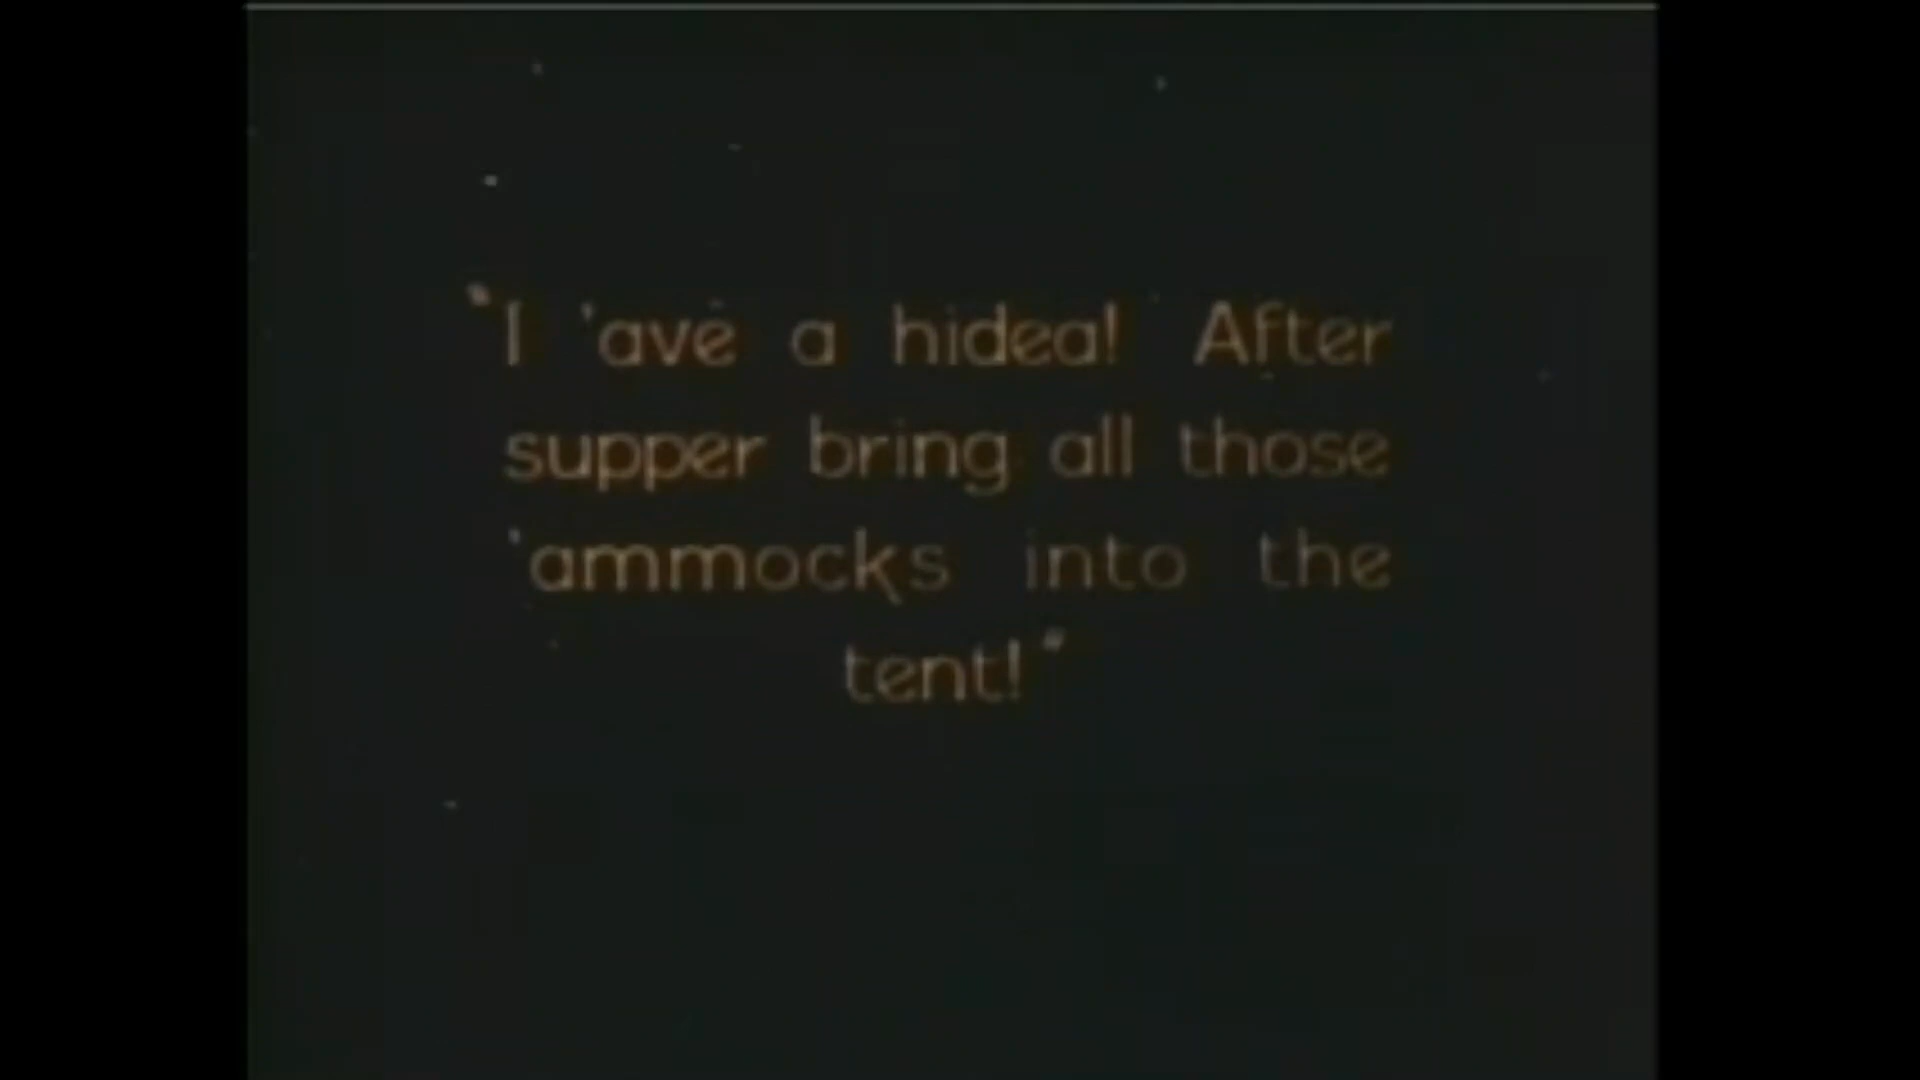 "I 'ave a hidea! After
supper bring all those
'ammocks into the
tent!"